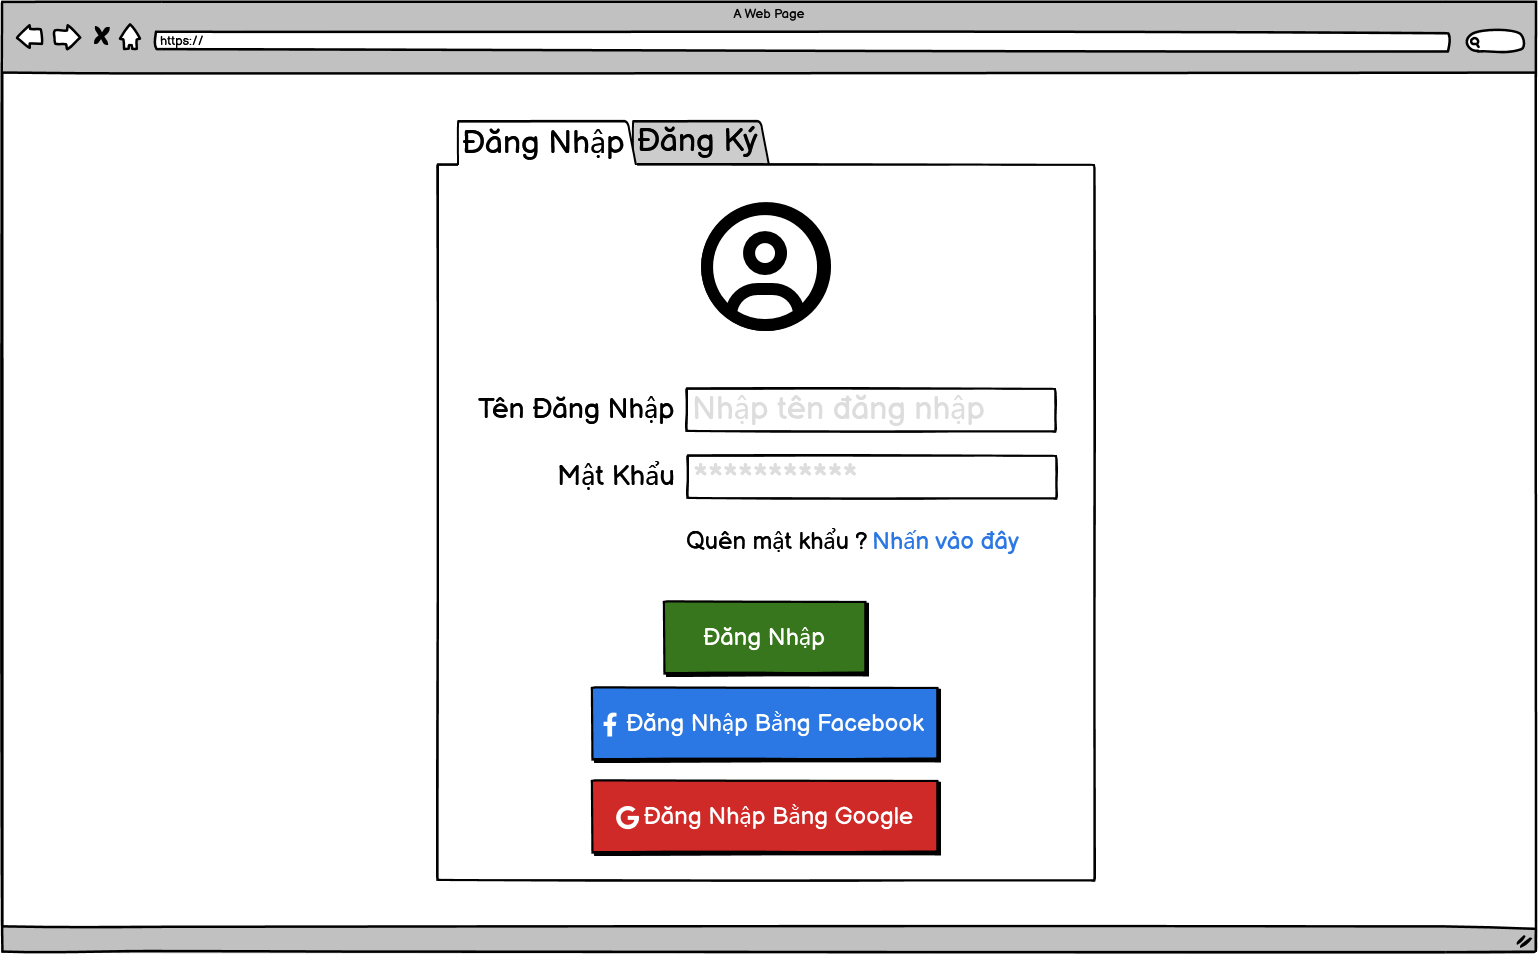 A Web Page
https://
Đăng Nhập
Đăng Ký
Tên Đăng Nhập
Nhập tên đăng nhập
Mật Khẩu
***********
Quên mật khẩu ? Nhấn vào đây
Đăng Nhập
Đăng Nhập Bằng Facebook
Đăng Nhập Bằng Google